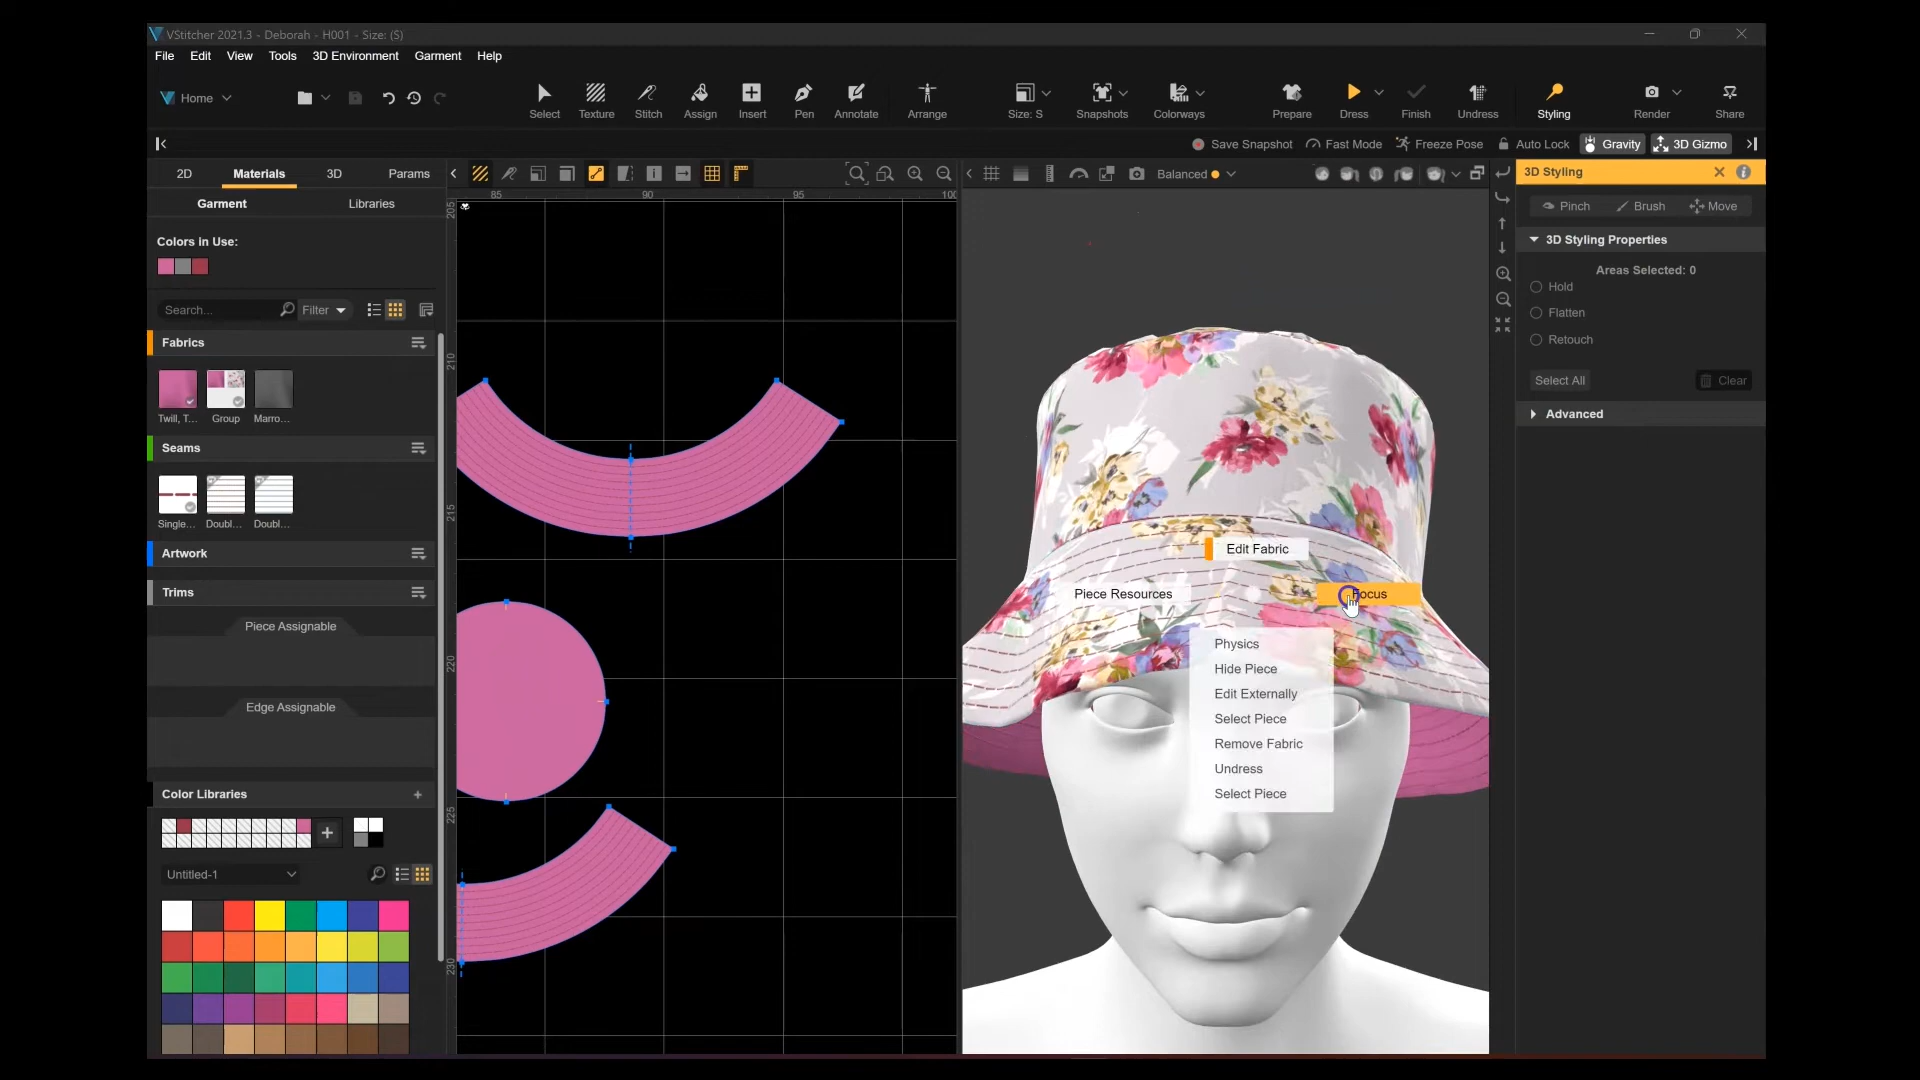 VStitcher 2021.3 - Deborah - H001 - Size: (S)
File Edit View Tools 3D Environment Garment Help
Home
Select Texture Stitch Assign Insert Pen Annotate Arrange Size: S Snapshots Colorways Prepare Dress Finish Undress Styling Render Share
Save Snapshot Fast Mode Freeze Pose Auto Lock Gravity 3D Gizmo
2D Materials 3D Params
Balanced
3D Styling
85 90 95 100
Garment Libraries
205
Pinch Brush Move
Colors in Use:
3D Styling Properties
Areas Selected: 0
Hold
Search... Filter
Flatten
Fabrics
Retouch
210
Select All Clear
Twill, T... Group Marro...
Advanced
Seams
215
Single... Doubl... Doubl...
Artwork
Edit Fabric
Trims
Piece Resources
Focus
Piece Assignable
Physics
220
Hide Piece
Edit Externally
Edge Assignable
Select Piece
Remove Fabric
Undress
Color Libraries
Select Piece
225
Untitled-1
230